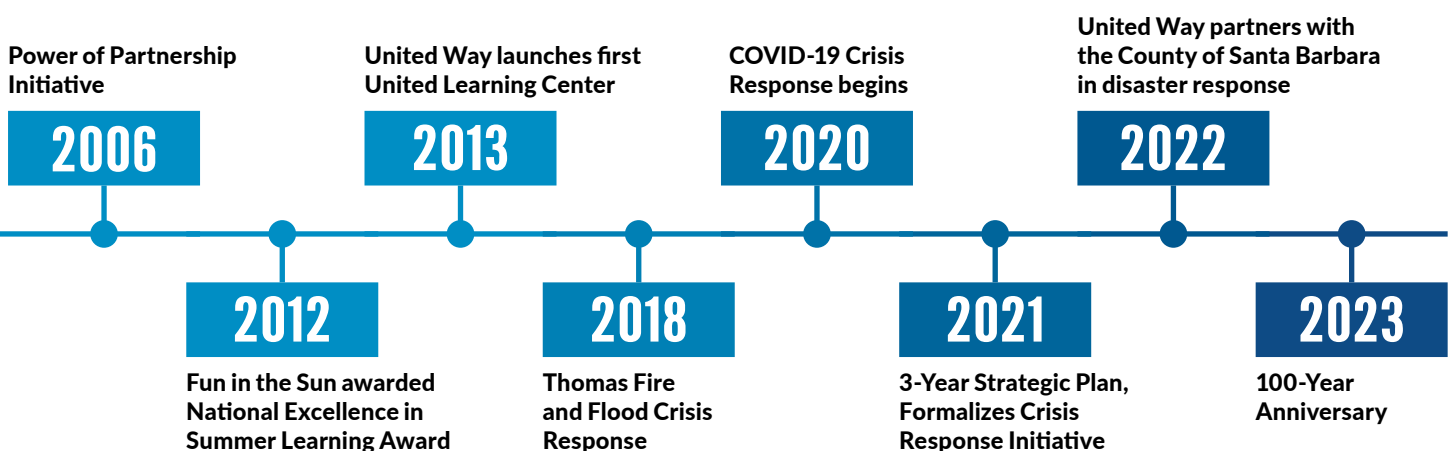 Power of Partnership
Initiative
2006
2012
Fun in the Sun awarded
National Excellence in
Summer Learning Award
United Way launches first
United Learning Center
2013
2018
Thomas Fire
and Flood Crisis
Response
COVID-19 Crisis
Response begins
2020
2021
3-Year Strategic Plan,
Formalizes Crisis
Response Initiative
United Way partners with
the County of Santa Barbara
in disaster response
2022
2023
100-Year
Anniversary